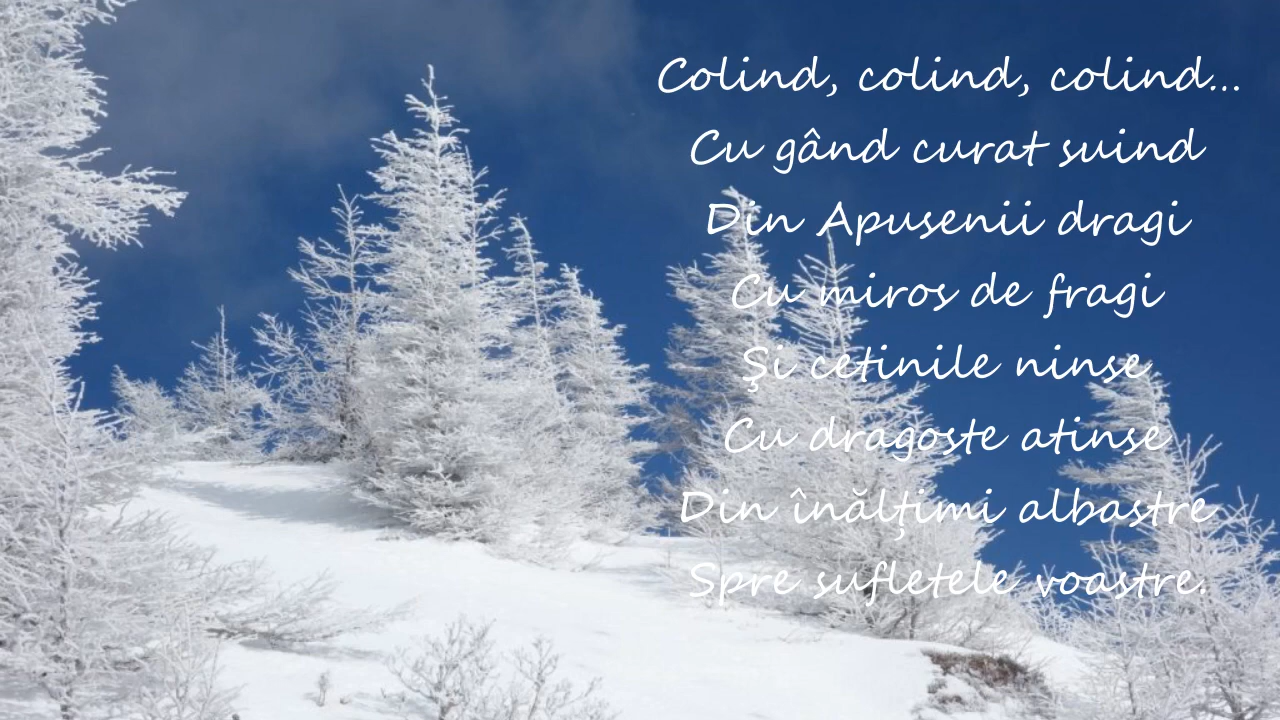 Colind, colind, colind...
Cu gând curat suind
Din Apusenii dragi
Cu miros de fragi
Şi cetinile ninse
Cu dragoste atinse
Din înălţimi albastre
Spre sufletele voastre.